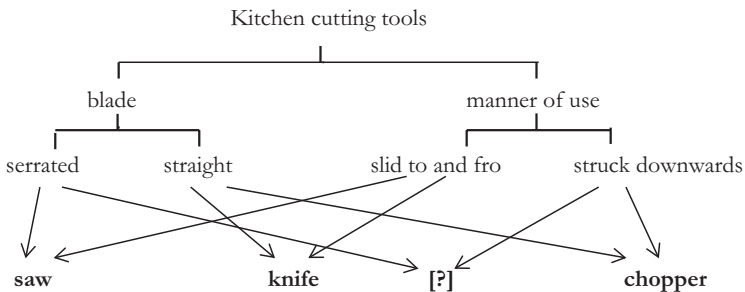 Kitchen cutting tools
blade manner of use
serrated straight slid to and fro struck downwards
saw knife [?] chopper